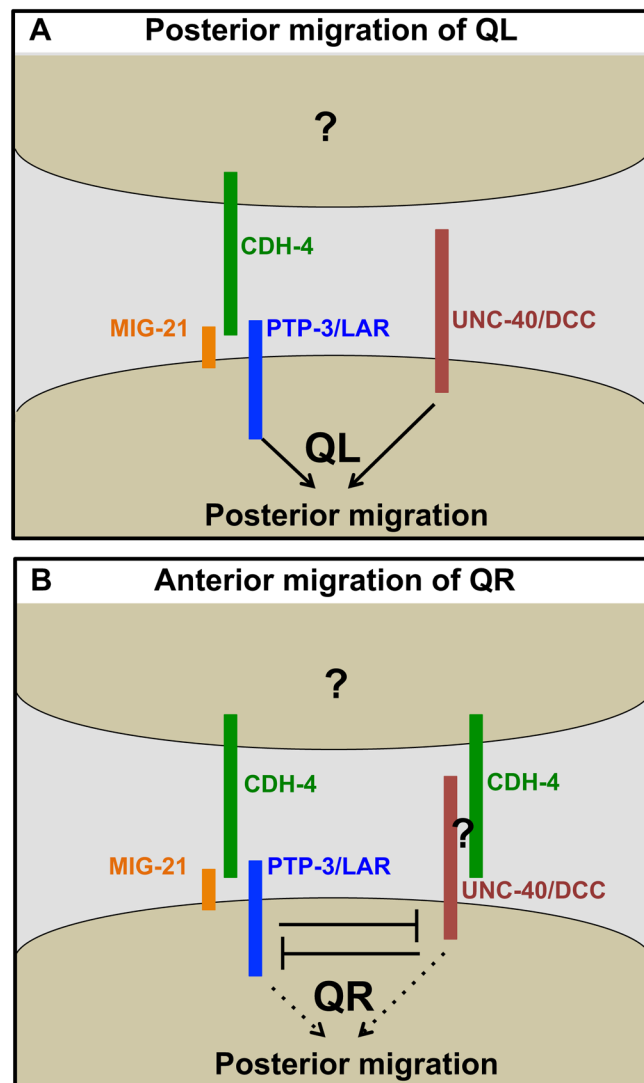 A Posterior migration of QL
?
CDH-4
MIG-21 PTP-3/LAR UNC-40/DCC
QL
Posterior migration
B Anterior migration of QR
?
CDH-4 CDH-4
?
MIG-21 PTP-3/LAR UNC-40/DCC
QR
Posterior migration